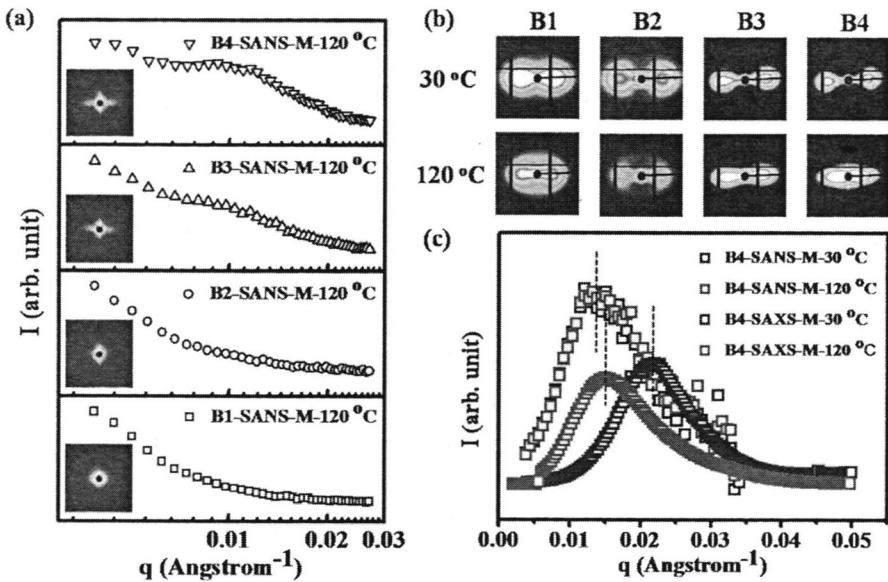 (a)
B4-SANS-M-120 °C
B3-SANS-M-120 °C
B2-SANS-M-120 °C
B1-SANS-M-120 °C
I (arb. unit)
0.01 0.02 0.03
q (Angstrom⁻¹)
(b)
B1 B2 B3 B4
30 °C
120 °C
(c)
B4-SANS-M-30 °C
B4-SANS-M-120 °C
B4-SAXS-M-30 °C
B4-SAXS-M-120 °C
I (arb. unit)
0.00 0.01 0.02 0.03 0.04 0.05
q (Angstrom⁻¹)